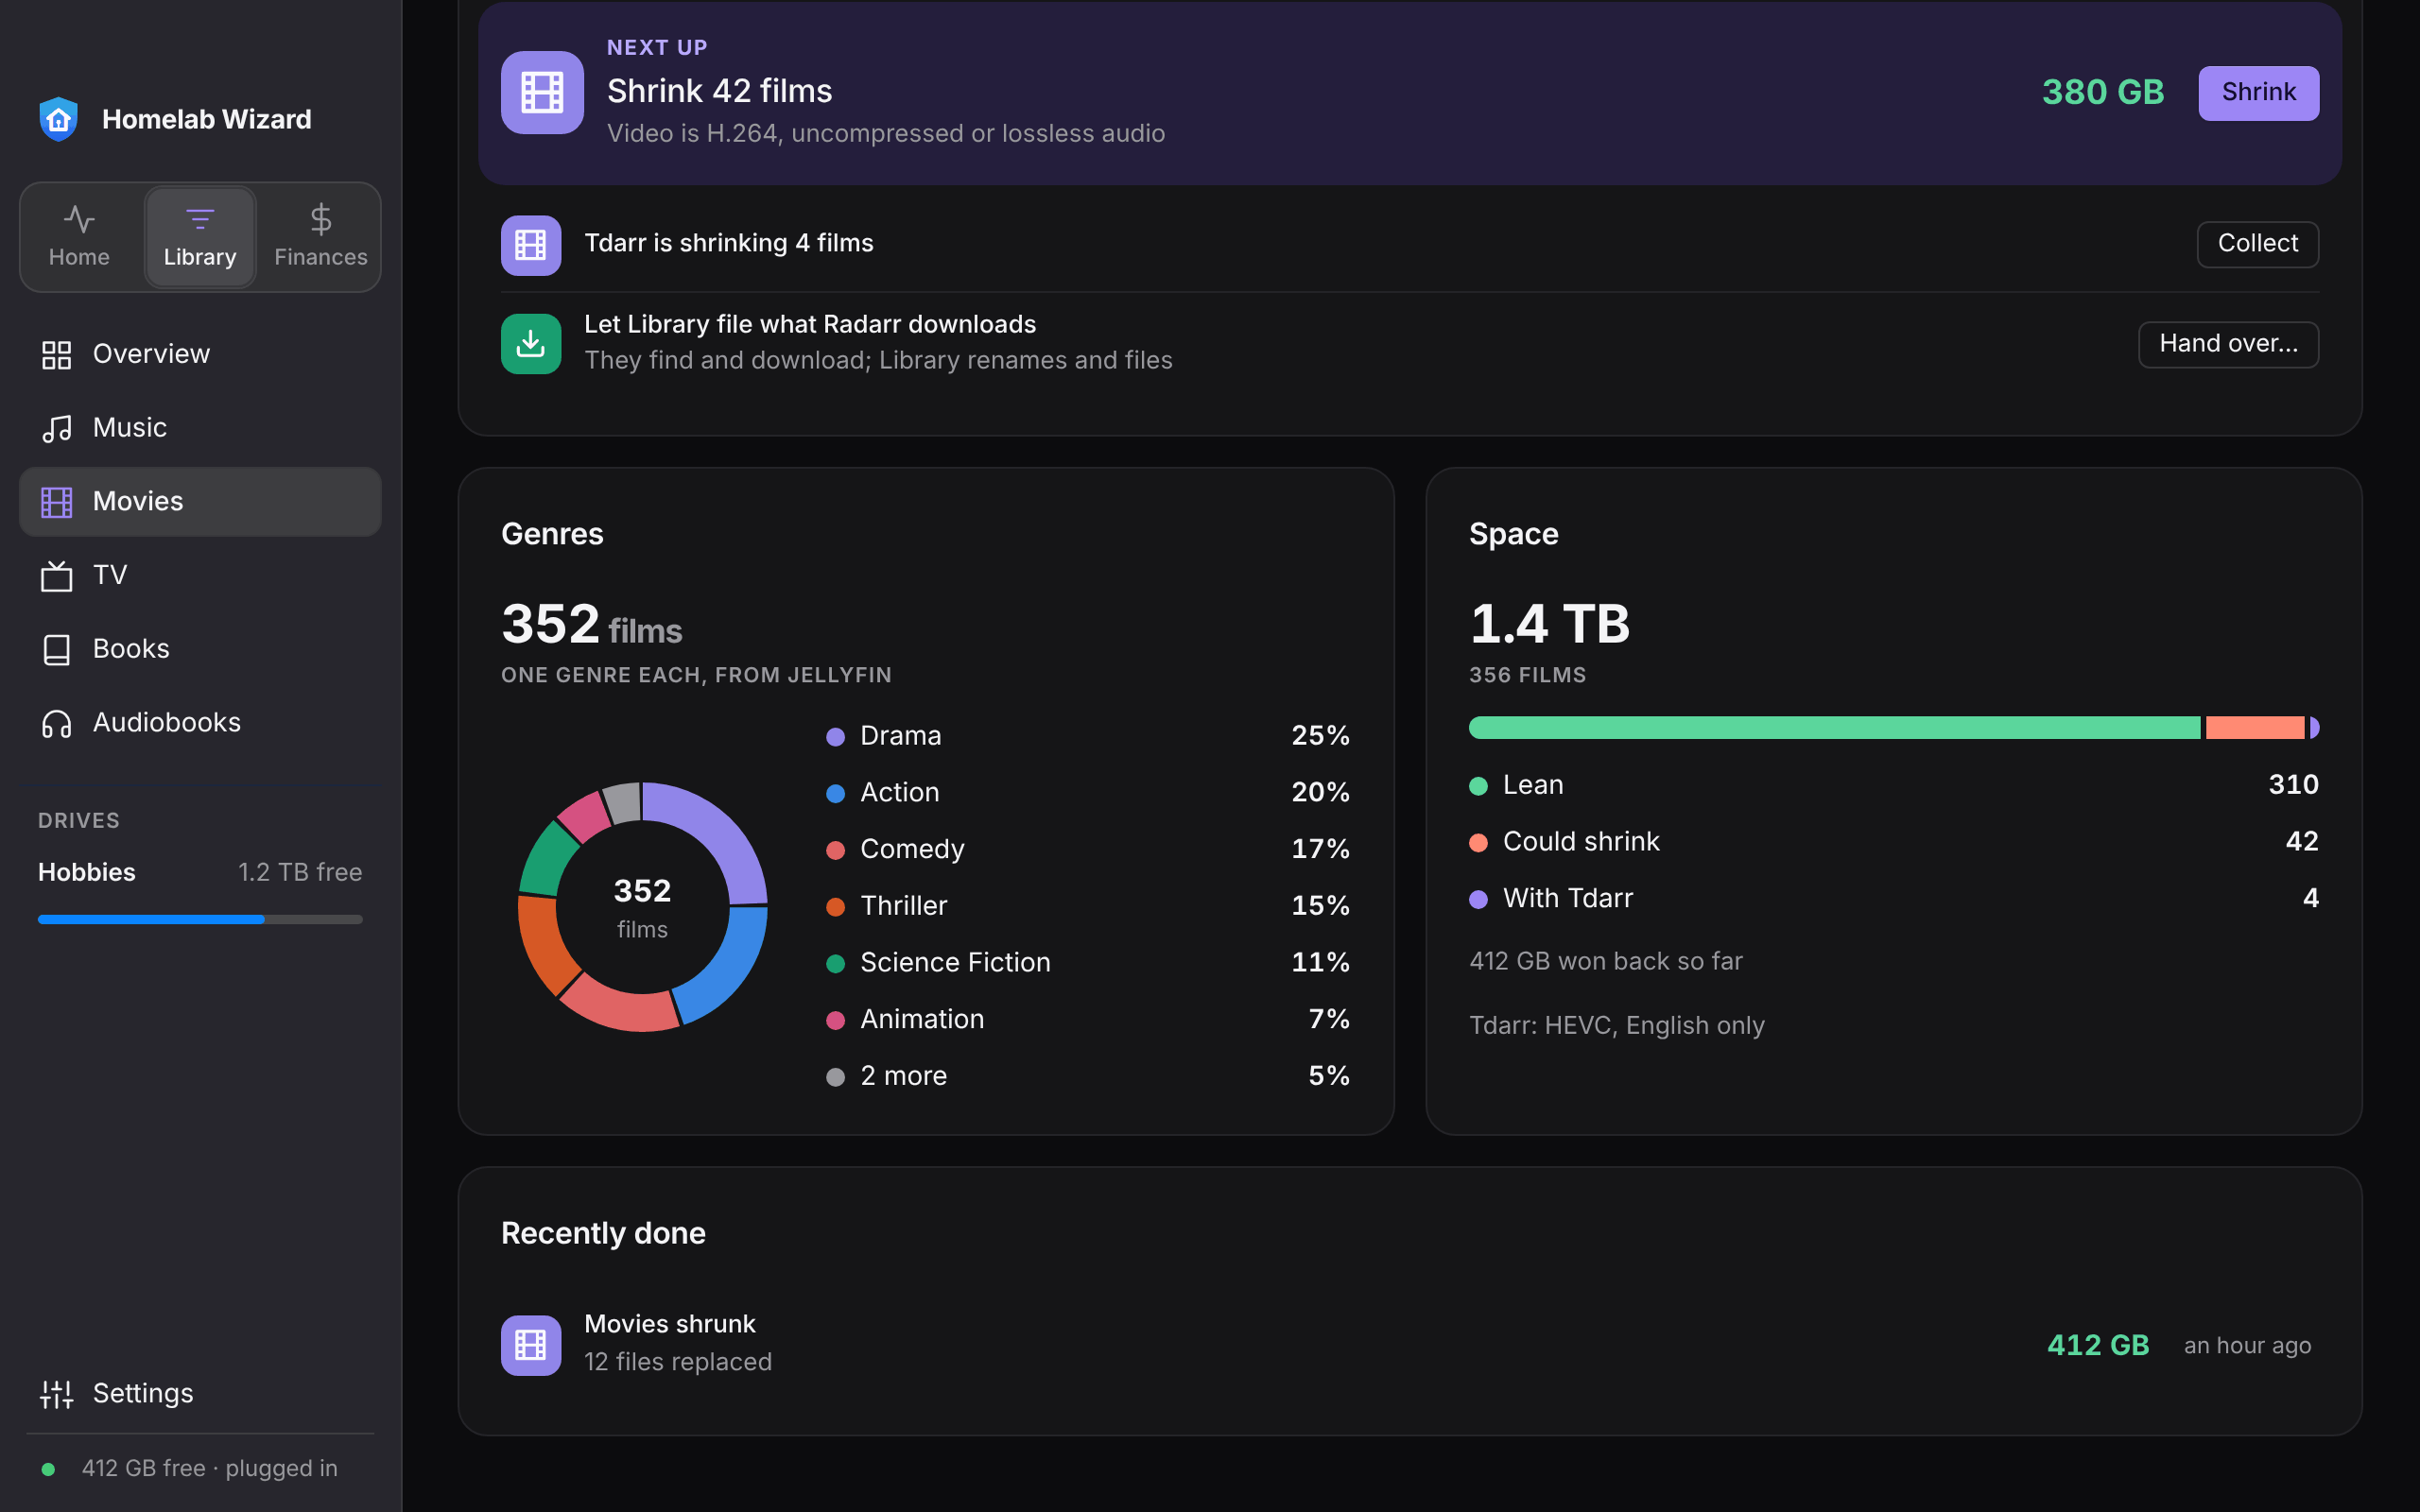 Homelab Wizard
Home
Library
Finances
Overview
Music
Movies
TV
Books
Audiobooks
DRIVES
Hobbies
1.2 TB free
Settings
412 GB free · plugged in
NEXT UP
Shrink 42 films
Video is H.264, uncompressed or lossless audio
380 GB
Shrink
Tdarr is shrinking 4 films
Collect
Let Library file what Radarr downloads
They find and download; Library renames and files
Hand over...
Genres
352 films
ONE GENRE EACH, FROM JELLYFIN
352
films
Drama 25%
Action 20%
Comedy 17%
Thriller 15%
Science Fiction 11%
Animation 7%
2 more 5%
Space
1.4 TB
356 FILMS
Lean 310
Could shrink 42
With Tdarr 4
412 GB won back so far
Tdarr: HEVC, English only
Recently done
Movies shrunk
12 files replaced
412 GB
an hour ago